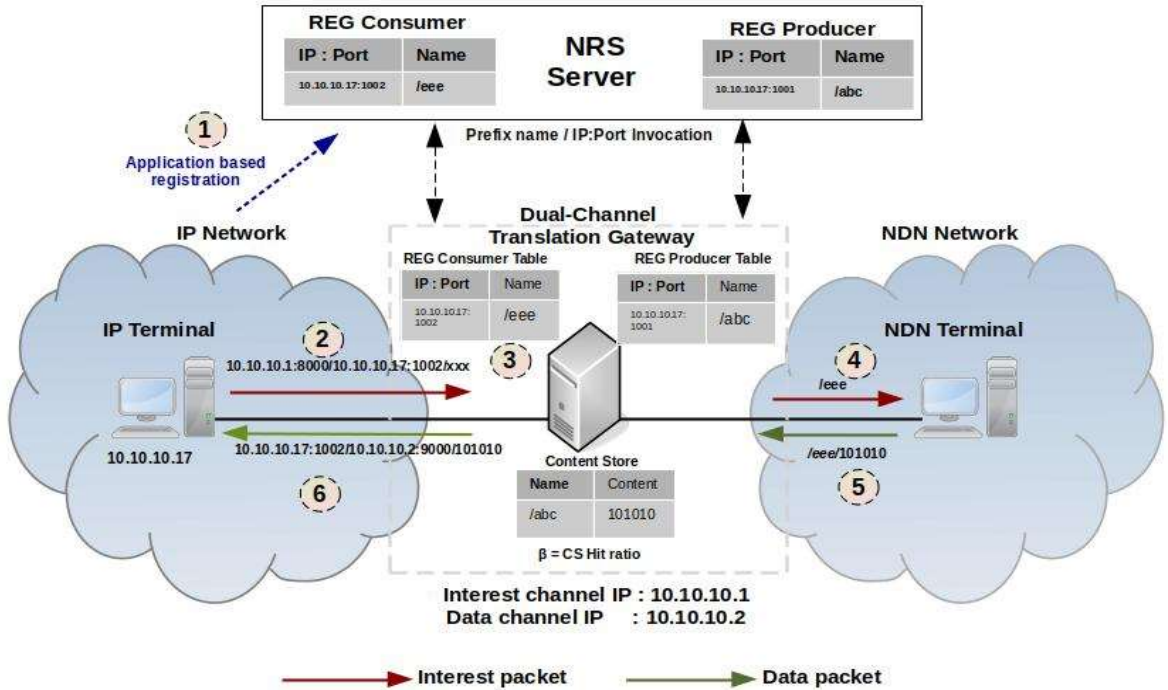 REG Consumer
IP : Port Name
10.10.10.17:1002 /eee
NRS
Server
REG Producer
IP : Port Name
10.10.10.17:1001 /abc
1
Application based
registration
Prefix name / IP:Port Invocation
IP Network
Dual-Channel
Translation Gateway
NDN Network
REG Consumer Table
IP : Port Name
10.10.10.17:
1002
/eee
REG Producer Table
IP : Port Name
10.10.10.17:
1001
/abc
IP Terminal
NDN Terminal
2
10.10.10.1:8000/10.10.10.17:1002/xxx
3
4
/eee
10.10.10.17
10.10.10.17:1002/10.10.10.2:9000/101010
6
/eee/101010
5
Content Store
Name Content
/abc 101010
β = CS Hit ratio
Interest channel IP : 10.10.10.1
Data channel IP : 10.10.10.2
Interest packet
Data packet